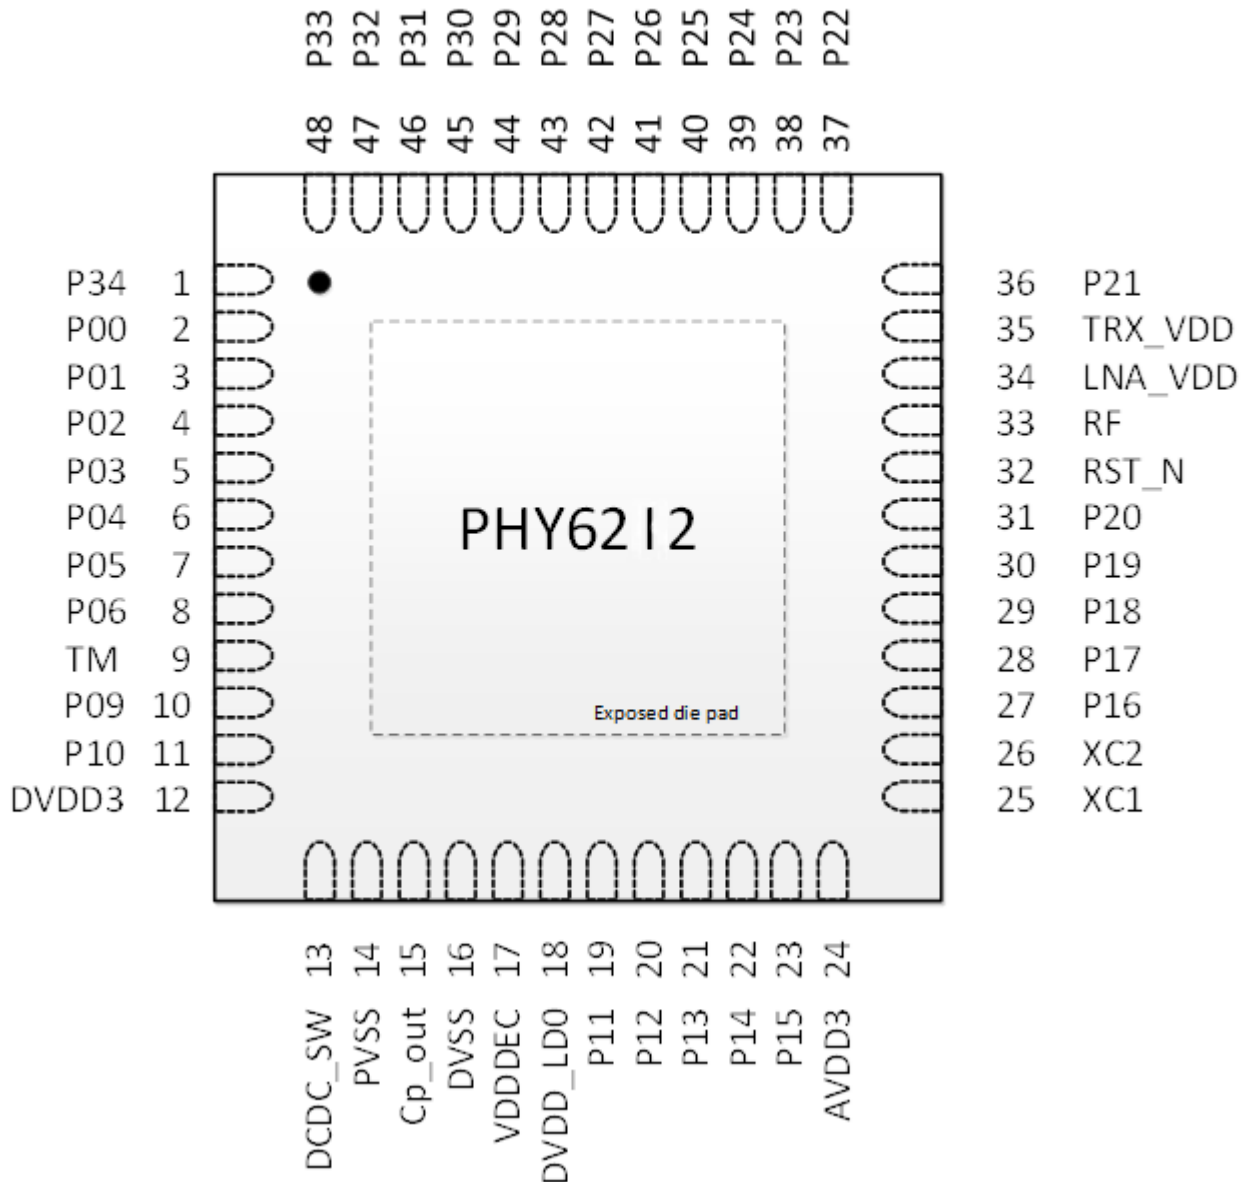 P33 P32 P31 P30 P29 P28 P27 P26 P25 P24 P23 P22
48 47 46 45 44 43 42 41 40 39 38 37
P34 1
P00 2
P01 3
P02 4
P03 5
P04 6
P05 7
P06 8
TM 9
P09 10
P10 11
DVDD3 12
36 P21
35 TRX_VDD
34 LNA_VDD
33 RF
32 RST_N
31 P20
30 P19
29 P18
28 P17
27 P16
26 XC2
25 XC1
PHY6212
Exposed die pad
13 14 15 16 17 18 19 20 21 22 23 24
DCDC_SW PVSS Cp_out DVSS VDDDEC DVDD_LD0 P11 P12 P13 P14 P15 AVDD3